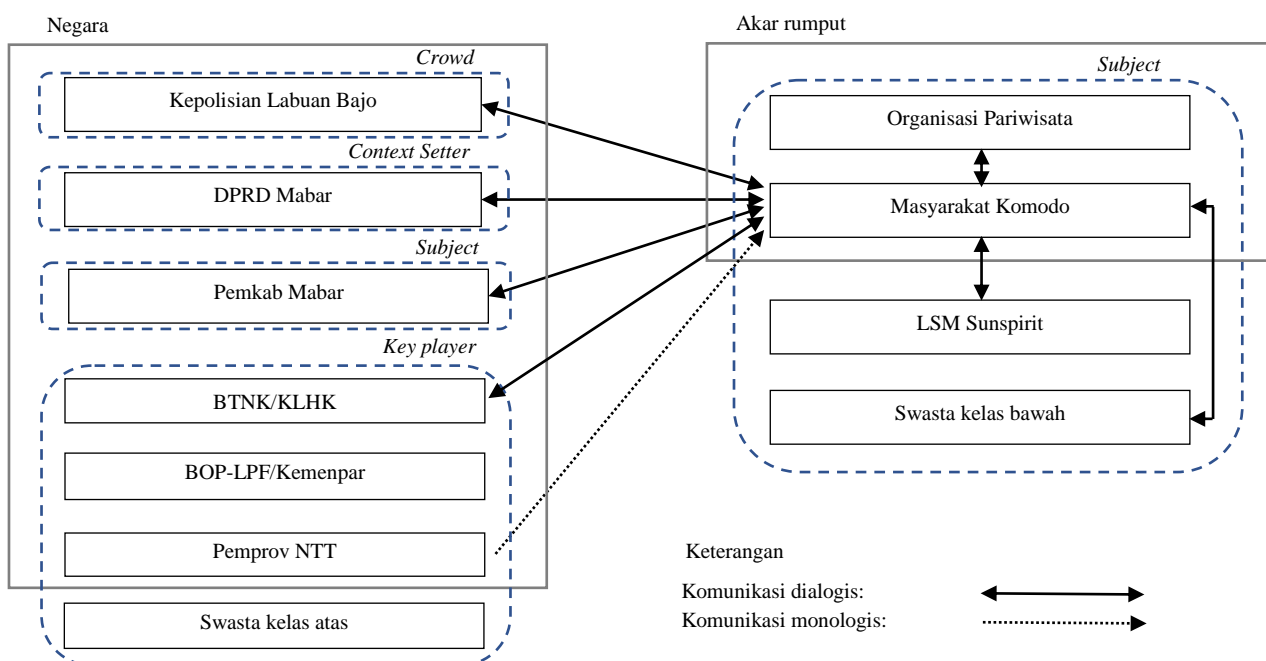 Negara
Crowd
Kepolisian Labuan Bajo
Context Setter
DPRD Mabar
Subject
Pemkab Mabar
Key player
BTNK/KLHK
BOP-LPF/Kemenpar
Pemprov NTT
Swasta kelas atas
Akar rumput
Subject
Organisasi Pariwisata
Masyarakat Komodo
LSM Sunspirit
Swasta kelas bawah
Keterangan
Komunikasi dialogis:
Komunikasi monologis: